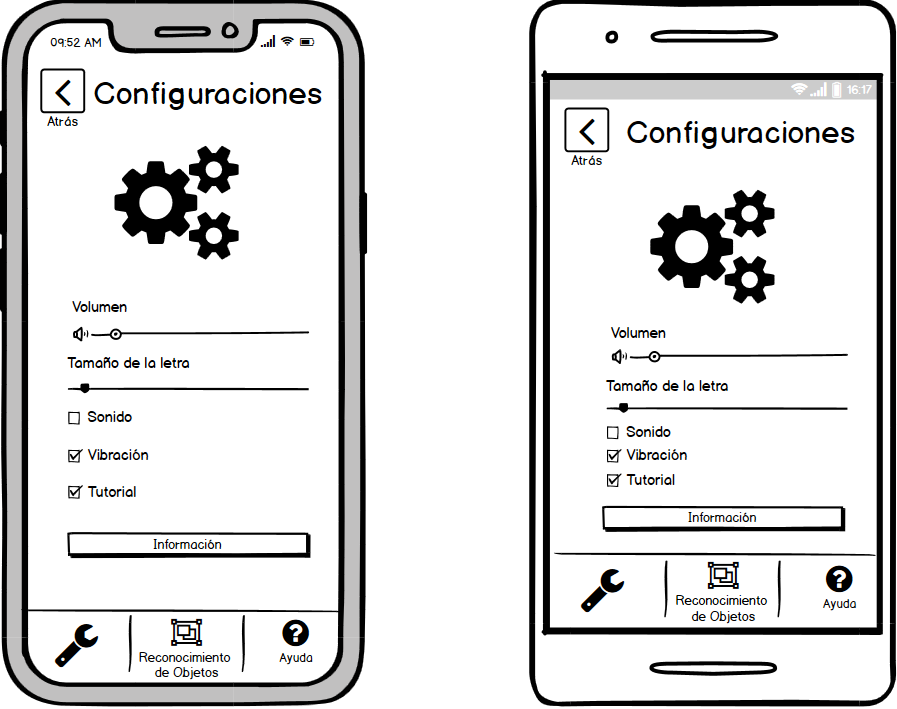 09:52 AM
Configuraciones
Atrás
Volumen
Tamaño de la letra
Sonido
Vibración
Tutorial
Información
Reconocimiento
de Objetos
Ayuda
16:17
Configuraciones
Atrás
Volumen
Tamaño de la letra
Sonido
Vibración
Tutorial
Información
Reconocimiento
de Objetos
Ayuda